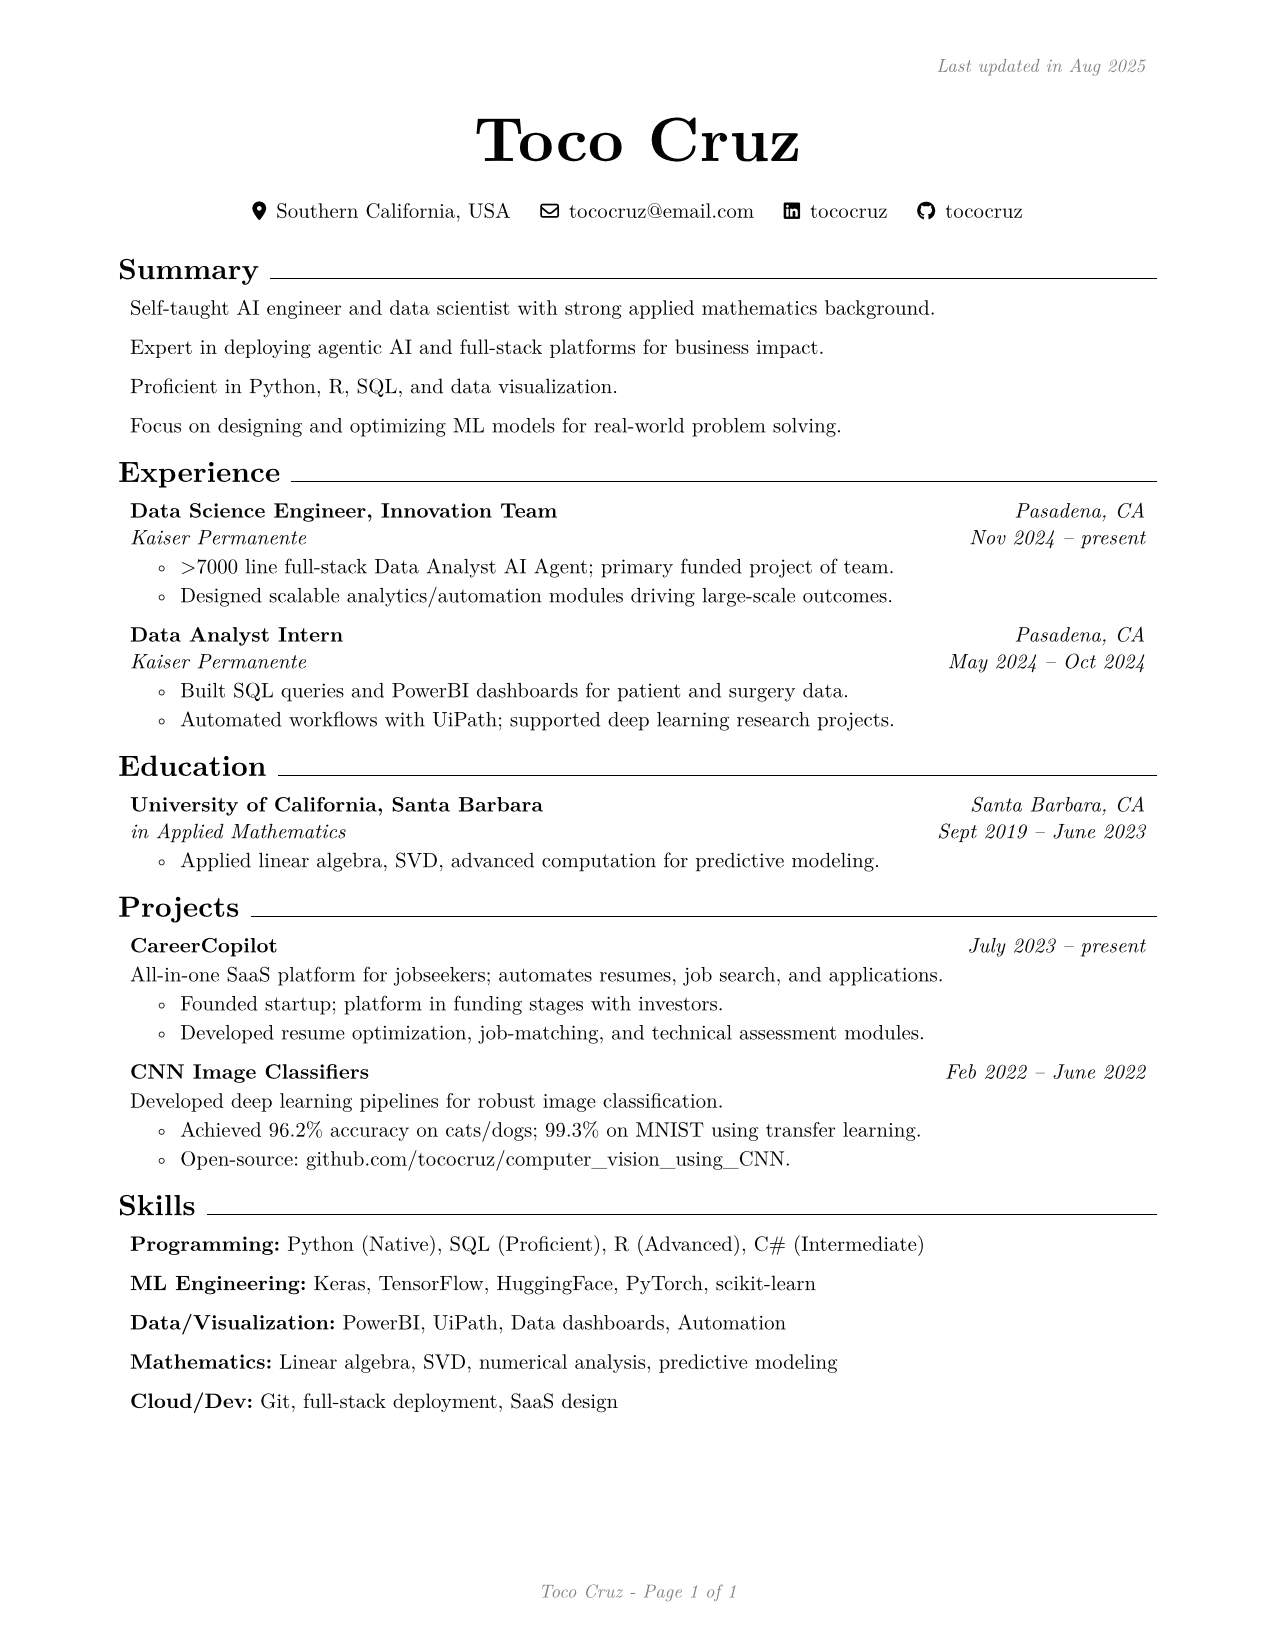 Last updated in Aug 2025
Toco Cruz
Southern California, USA tococruz@email.com tococruz tococruz
Summary
Self-taught AI engineer and data scientist with strong applied mathematics background.
Expert in deploying agentic AI and full-stack platforms for business impact.
Proficient in Python, R, SQL, and data visualization.
Focus on designing and optimizing ML models for real-world problem solving.
Experience
Data Science Engineer, Innovation Team Pasadena, CA
Kaiser Permanente Nov 2024 – present
◦ >7000 line full-stack Data Analyst AI Agent; primary funded project of team.
◦ Designed scalable analytics/automation modules driving large-scale outcomes.
Data Analyst Intern Pasadena, CA
Kaiser Permanente May 2024 – Oct 2024
◦ Built SQL queries and PowerBI dashboards for patient and surgery data.
◦ Automated workflows with UiPath; supported deep learning research projects.
Education
University of California, Santa Barbara Santa Barbara, CA
in Applied Mathematics Sept 2019 – June 2023
◦ Applied linear algebra, SVD, advanced computation for predictive modeling.
Projects
CareerCopilot July 2023 – present
All-in-one SaaS platform for jobseekers; automates resumes, job search, and applications.
◦ Founded startup; platform in funding stages with investors.
◦ Developed resume optimization, job-matching, and technical assessment modules.
CNN Image Classifiers Feb 2022 – June 2022
Developed deep learning pipelines for robust image classification.
◦ Achieved 96.2% accuracy on cats/dogs; 99.3% on MNIST using transfer learning.
◦ Open-source: github.com/tococruz/computer_vision_using_CNN.
Skills
Programming: Python (Native), SQL (Proficient), R (Advanced), C# (Intermediate)
ML Engineering: Keras, TensorFlow, HuggingFace, PyTorch, scikit-learn
Data/Visualization: PowerBI, UiPath, Data dashboards, Automation
Mathematics: Linear algebra, SVD, numerical analysis, predictive modeling
Cloud/Dev: Git, full-stack deployment, SaaS design
Toco Cruz - Page 1 of 1